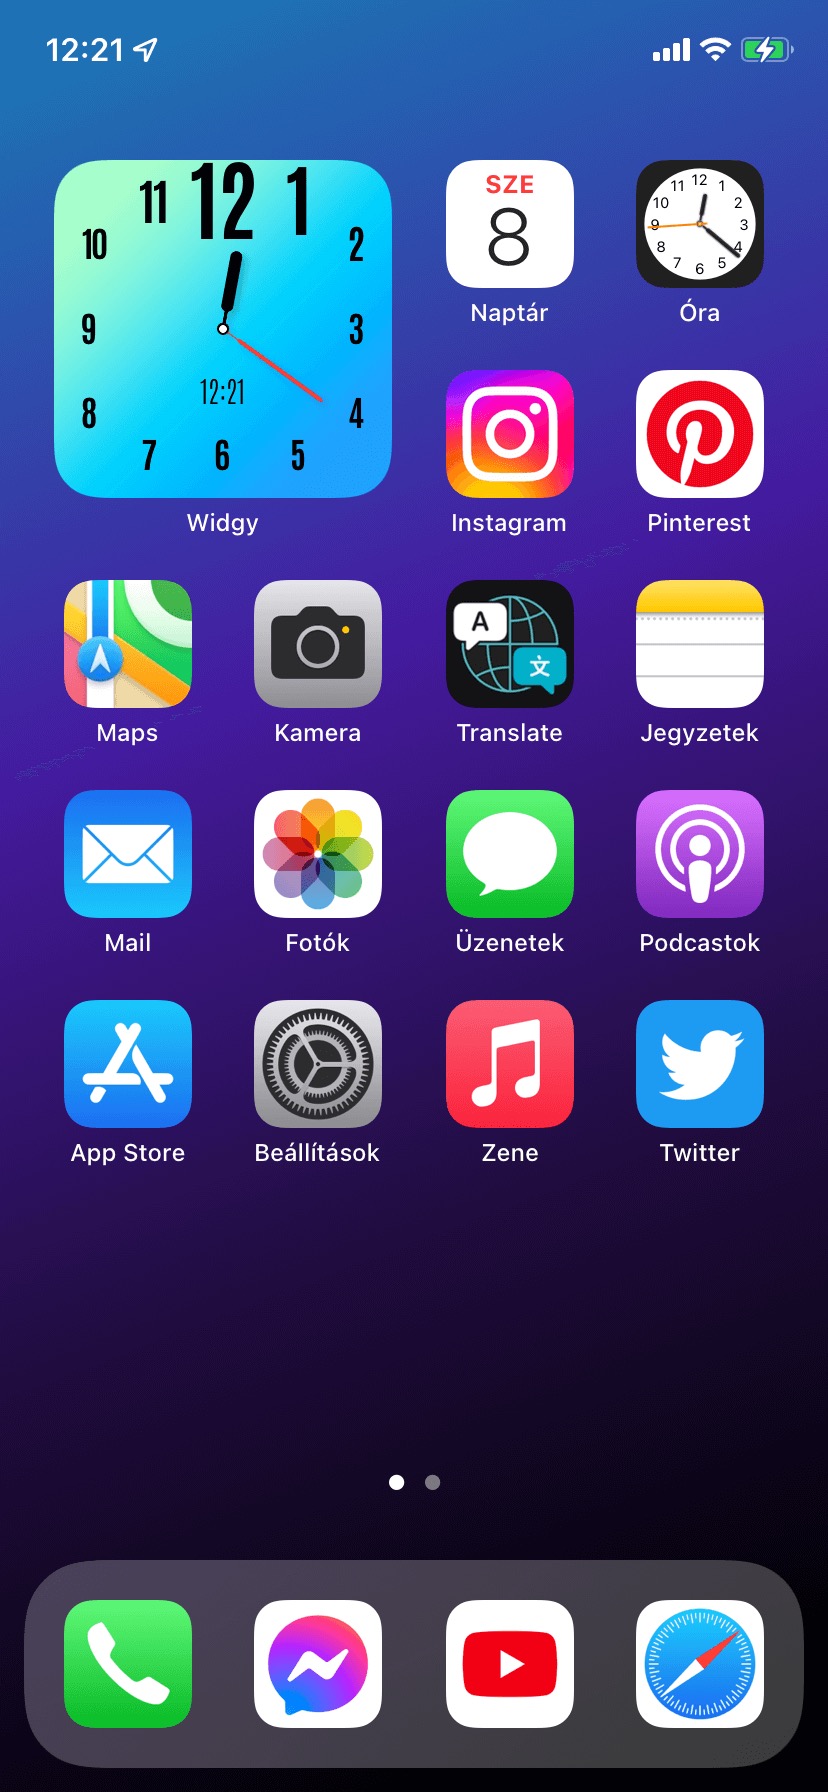 12:21
11 12 1
10 2
9 3
12:21
8 4
7 6 5
Widgy
SZE
8
Naptár
12
11 1
10 2
9 3
8 4
7 5
6
Óra
Instagram
Pinterest
Maps
Kamera
A
文
Translate
Jegyzetek
Mail
Fotók
Üzenetek
Podcastok
App Store
Beállítások
Zene
Twitter